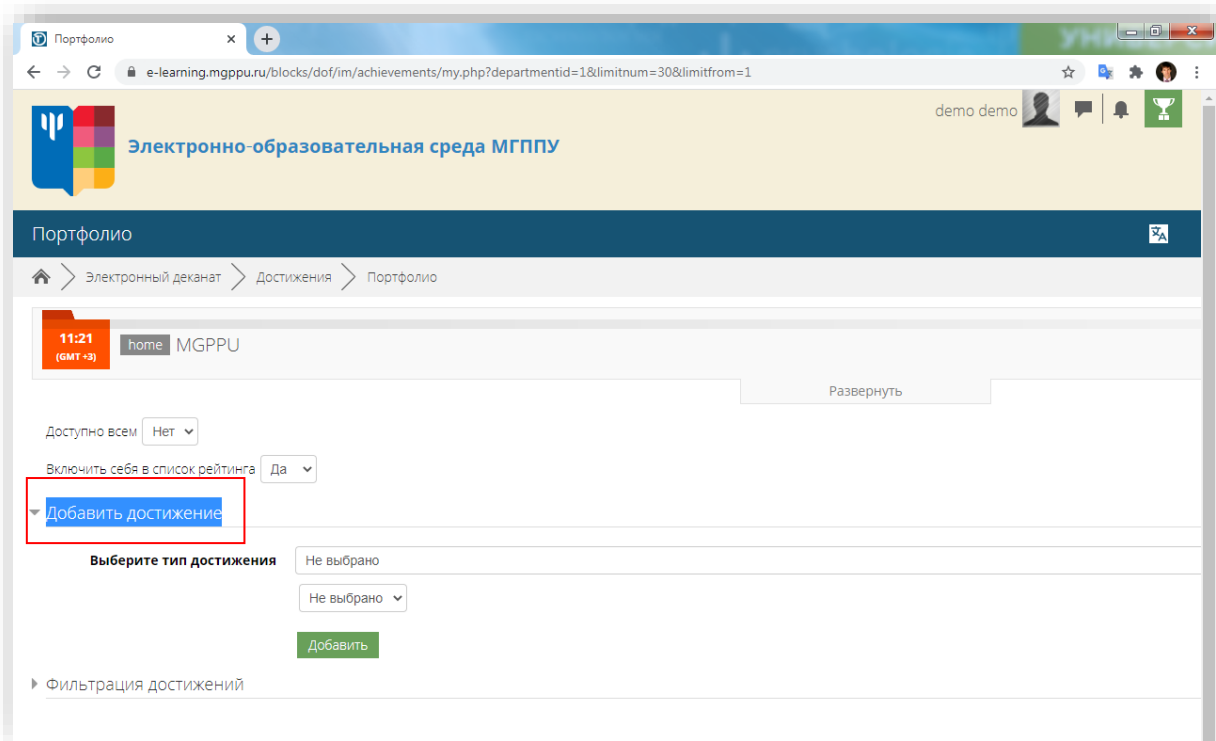 УНИВЕР
Портфолио
e-learning.mgppu.ru/blocks/dof/im/achievements/my.php?departmentid=1&limitnum=30&limitfrom=1
demo demo
Электронно-образовательная среда МГППУ
Портфолио
Электронный деканат Достижения Портфолио
11:21
(GMT +3)
home MGPPU
Развернуть
Доступно всем Нет
Включить себя в список рейтинга Да
Добавить достижение
Выберите тип достижения Не выбрано
Не выбрано
Добавить
Фильтрация достижений